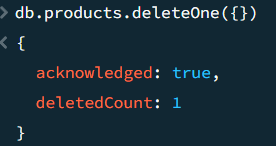 > db.products.deleteOne({})
< {
acknowledged: true,
deletedCount: 1
}